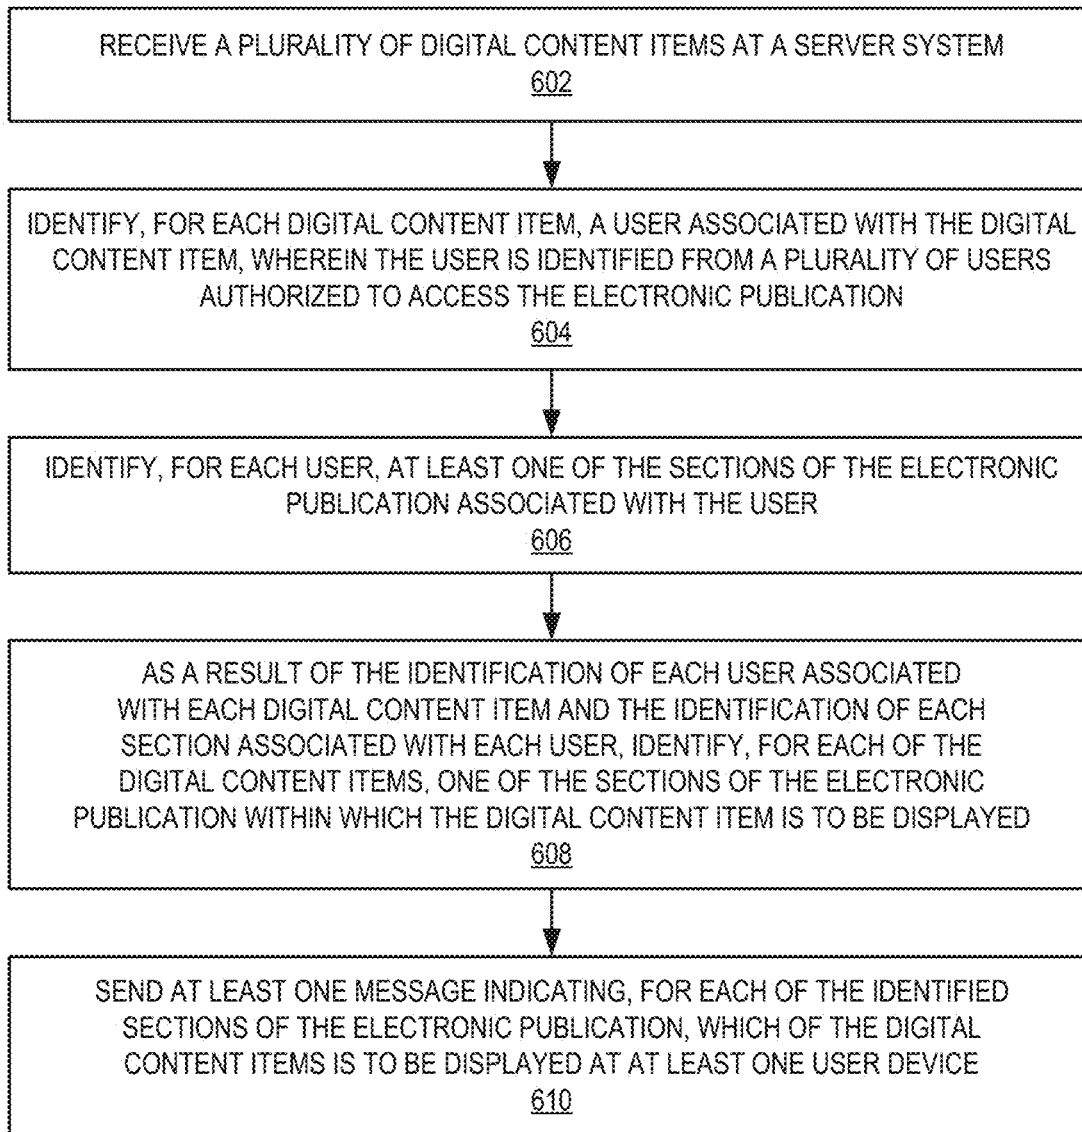 RECEIVE A PLURALITY OF DIGITAL CONTENT ITEMS AT A SERVER SYSTEM
602
IDENTIFY, FOR EACH DIGITAL CONTENT ITEM, A USER ASSOCIATED WITH THE DIGITAL
CONTENT ITEM, WHEREIN THE USER IS IDENTIFIED FROM A PLURALITY OF USERS
AUTHORIZED TO ACCESS THE ELECTRONIC PUBLICATION
604
IDENTIFY, FOR EACH USER, AT LEAST ONE OF THE SECTIONS OF THE ELECTRONIC
PUBLICATION ASSOCIATED WITH THE USER
606
AS A RESULT OF THE IDENTIFICATION OF EACH USER ASSOCIATED
WITH EACH DIGITAL CONTENT ITEM AND THE IDENTIFICATION OF EACH
SECTION ASSOCIATED WITH EACH USER, IDENTIFY, FOR EACH OF THE
DIGITAL CONTENT ITEMS, ONE OF THE SECTIONS OF THE ELECTRONIC
PUBLICATION WITHIN WHICH THE DIGITAL CONTENT ITEM IS TO BE DISPLAYED
608
SEND AT LEAST ONE MESSAGE INDICATING, FOR EACH OF THE IDENTIFIED
SECTIONS OF THE ELECTRONIC PUBLICATION, WHICH OF THE DIGITAL
CONTENT ITEMS IS TO BE DISPLAYED AT AT LEAST ONE USER DEVICE
610